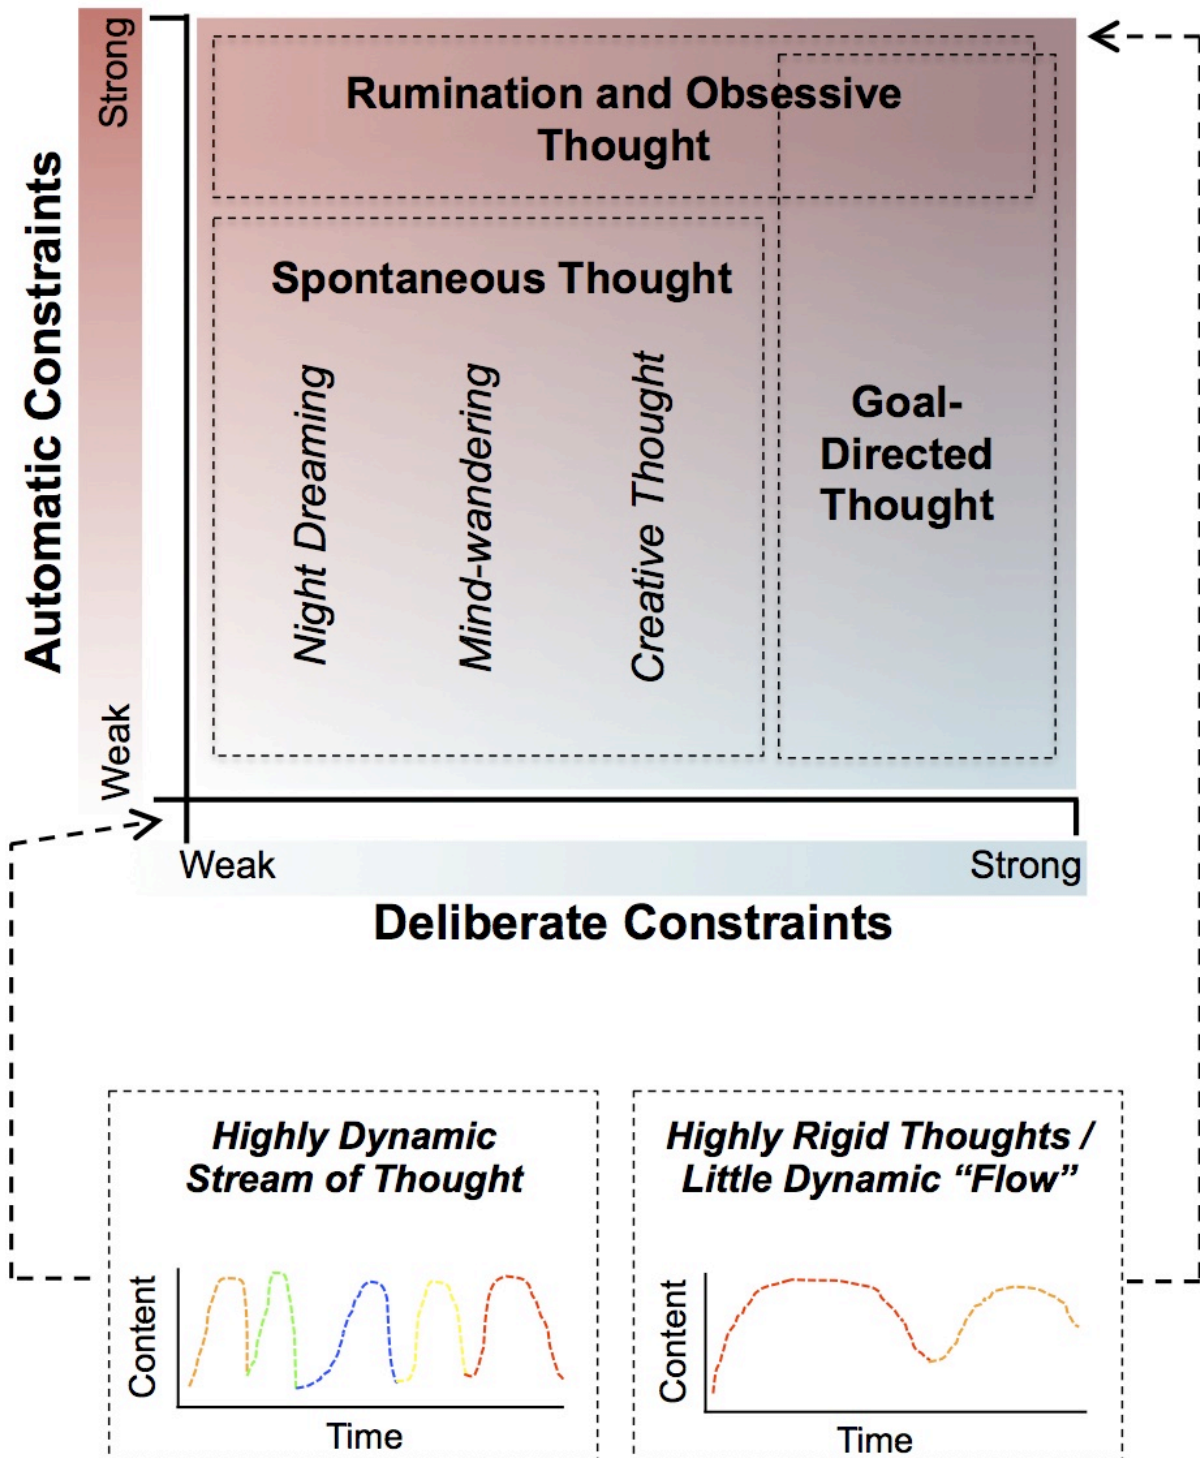 Strong
Automatic Constraints
Weak
Rumination and Obsessive
Thought
Spontaneous Thought
Night Dreaming
Mind-wandering
Creative Thought
Goal-
Directed
Thought
Weak
Strong
Deliberate Constraints
Highly Dynamic
Stream of Thought
Content
Time
Highly Rigid Thoughts /
Little Dynamic “Flow”
Content
Time